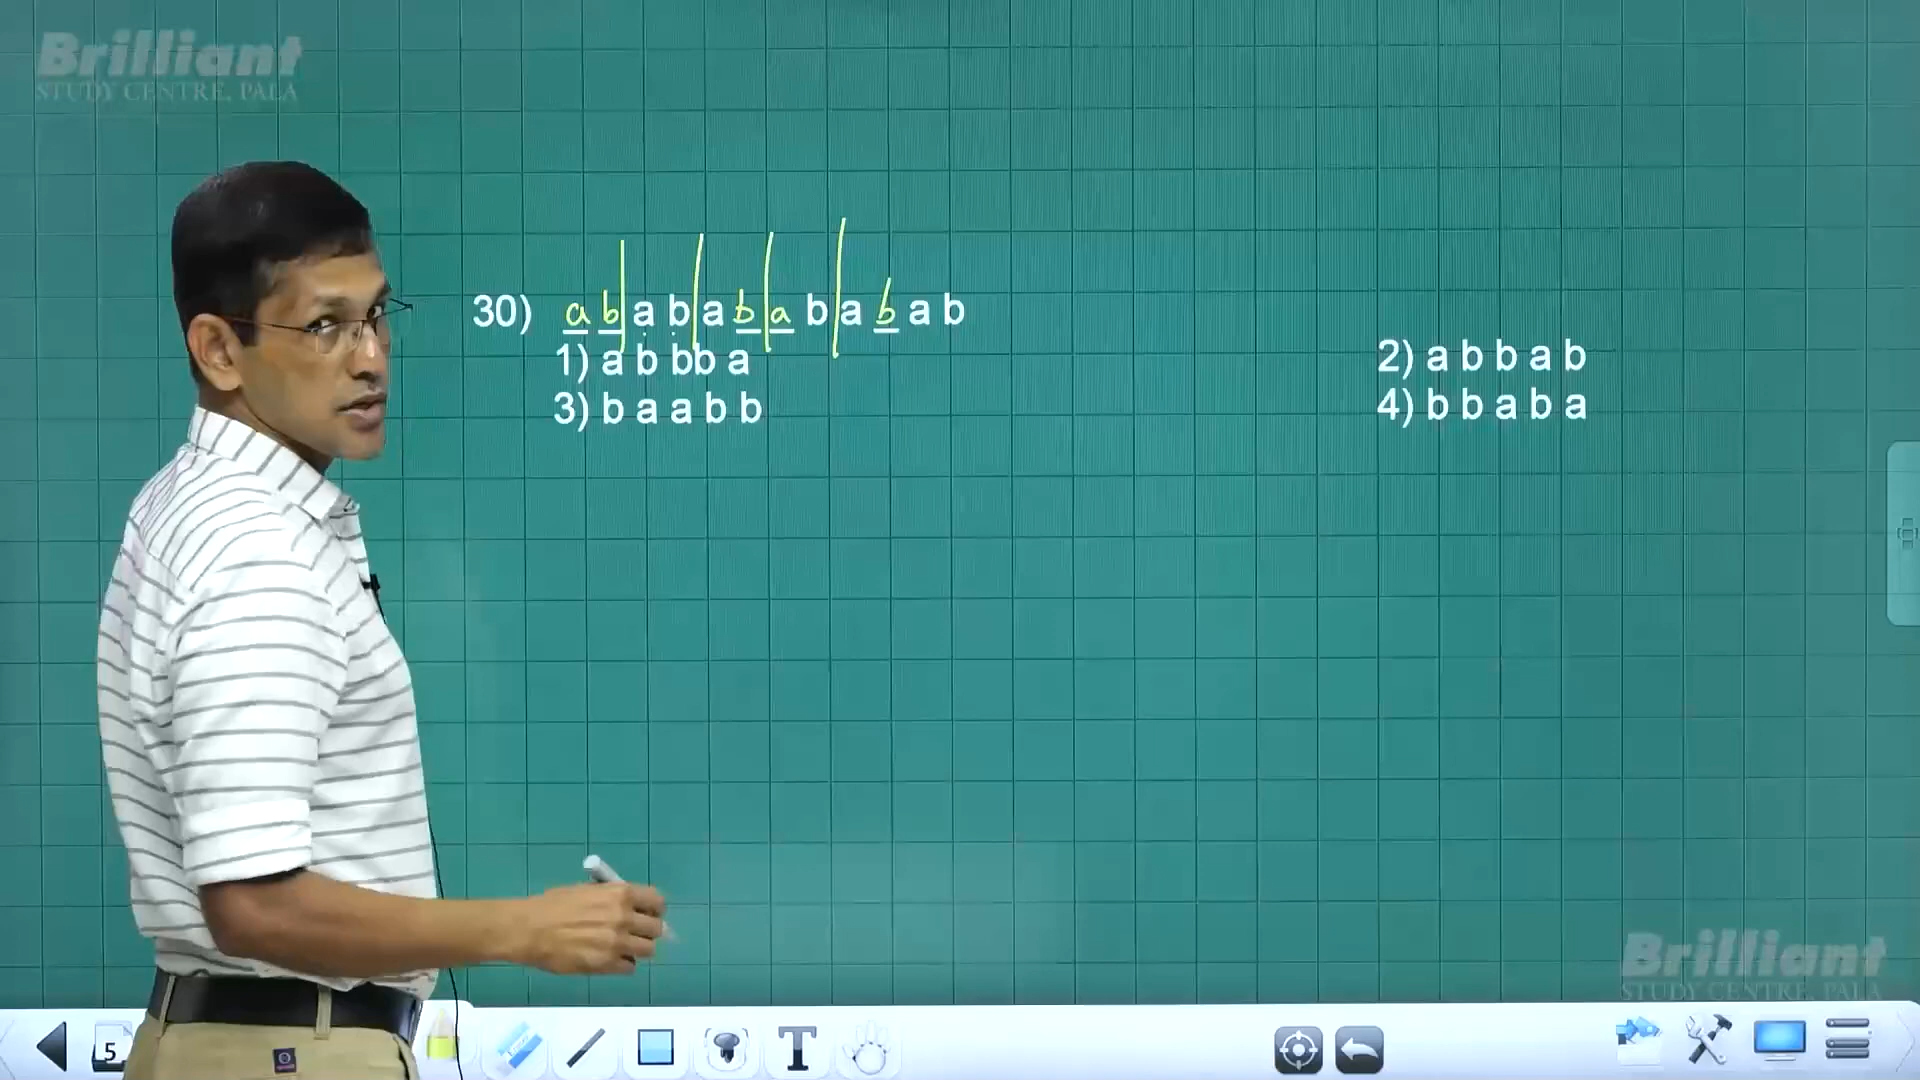 Brilliant
STUDY CENTRE, PALA
30) a b a b a b a b a b a b
1) a b b b a
2) a b b a b
3) b a a b b
4) b b a b a
Brilliant
STUDY CENTRE, PALA
5
T